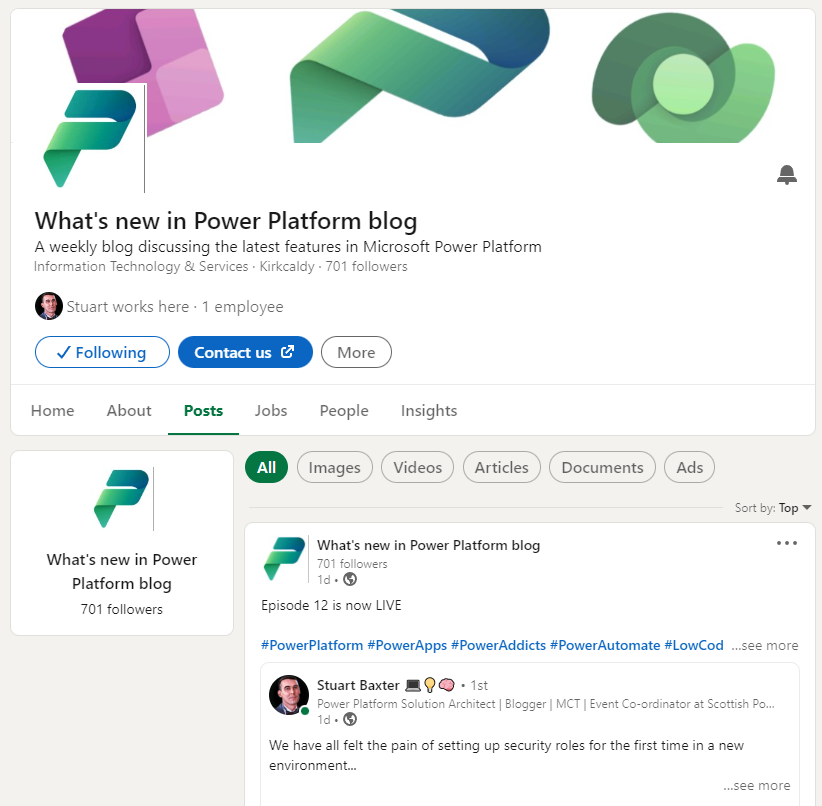 What's new in Power Platform blog
A weekly blog discussing the latest features in Microsoft Power Platform
Information Technology & Services · Kirkcaldy · 701 followers
Stuart works here · 1 employee
Following
Contact us
More
Home
About
Posts
Jobs
People
Insights
What's new in Power
Platform blog
701 followers
All
Images
Videos
Articles
Documents
Ads
Sort by: Top
What's new in Power Platform blog
701 followers
1d •
Episode 12 is now LIVE
#PowerPlatform #PowerApps #PowerAddicts #PowerAutomate #LowCod ...see more
Stuart Baxter 💻💡🧠 • 1st
Power Platform Solution Architect | Blogger | MCT | Event Co-ordinator at Scottish Po...
1d •
We have all felt the pain of setting up security roles for the first time in a new
environment...
...see more